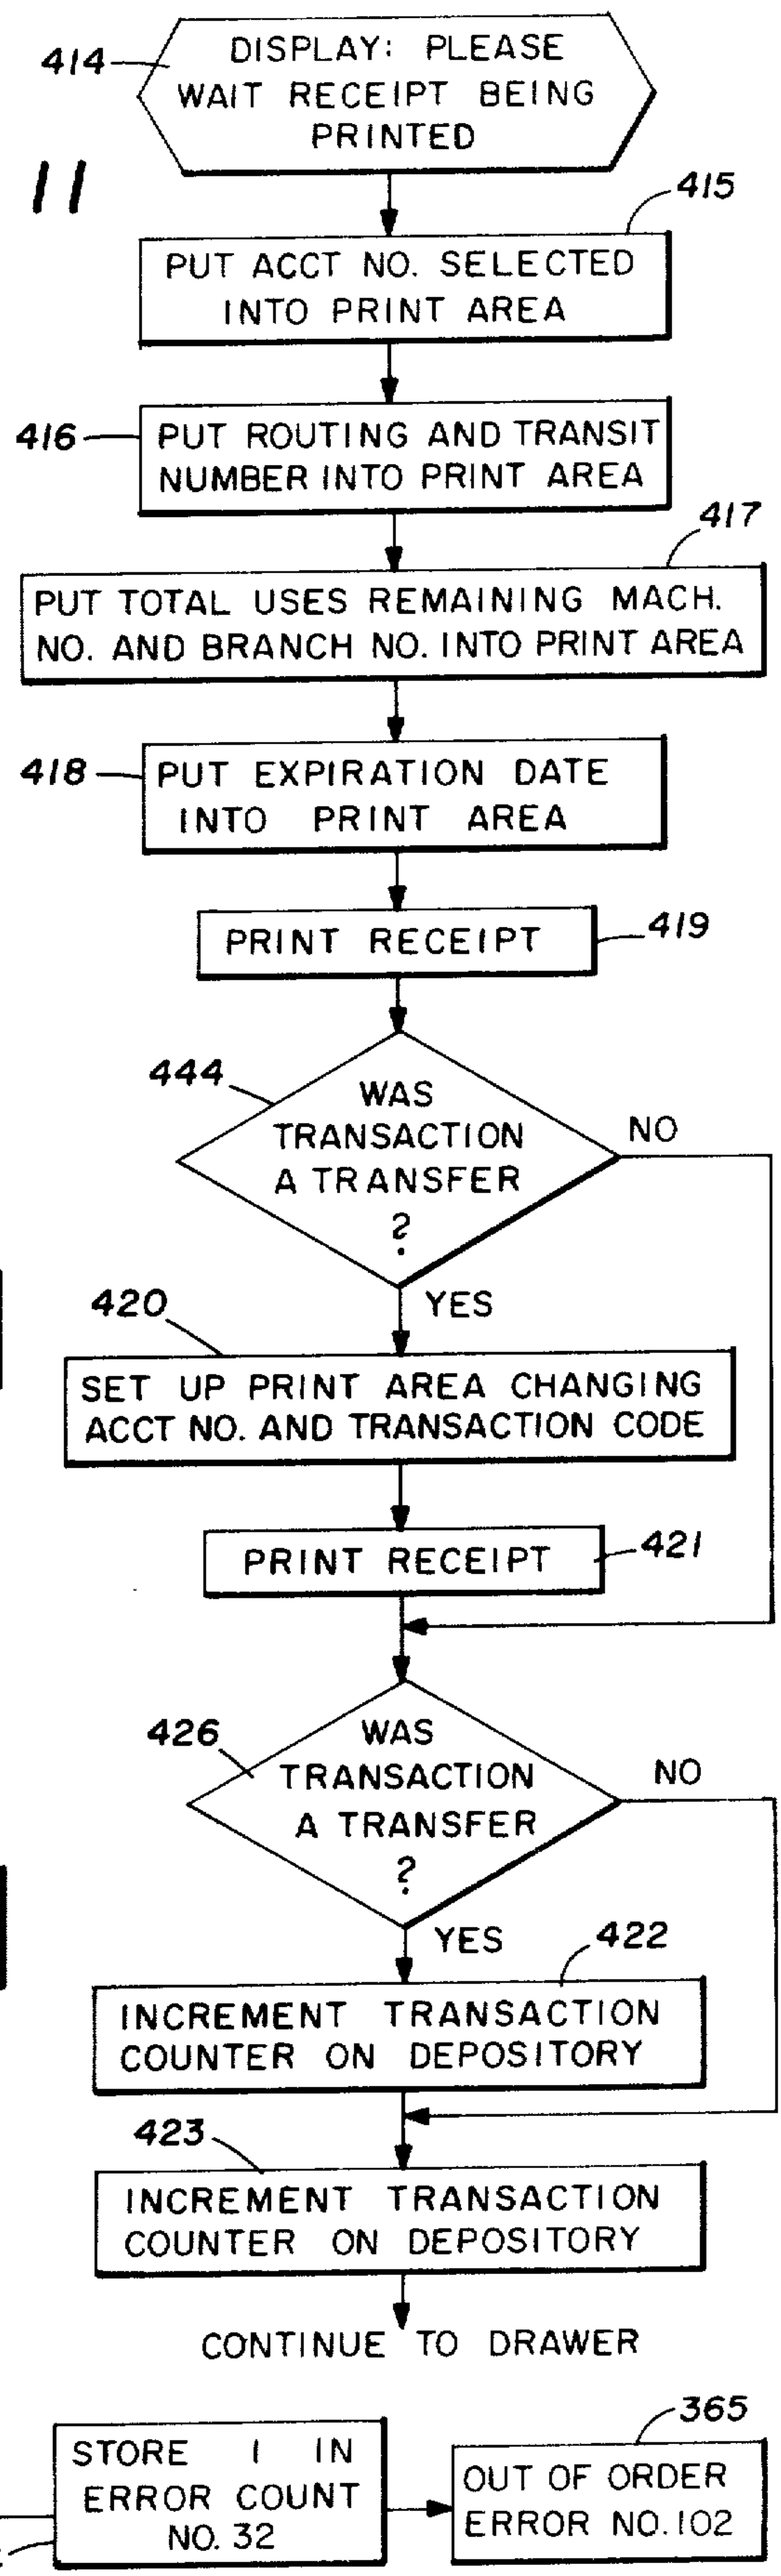 414
DISPLAY: PLEASE
WAIT RECEIPT BEING
PRINTED
11
415
PUT ACCT NO. SELECTED
INTO PRINT AREA
416
PUT ROUTING AND TRANSIT
NUMBER INTO PRINT AREA
417
PUT TOTAL USES REMAINING MACH.
NO. AND BRANCH NO. INTO PRINT AREA
418
PUT EXPIRATION DATE
INTO PRINT AREA
PRINT RECEIPT
419
444
WAS
TRANSACTION
A TRANSFER
?
NO
YES
420
SET UP PRINT AREA CHANGING
ACCT NO. AND TRANSACTION CODE
PRINT RECEIPT
421
426
WAS
TRANSACTION
A TRANSFER
?
NO
YES
422
INCREMENT TRANSACTION
COUNTER ON DEPOSITORY
423
INCREMENT TRANSACTION
COUNTER ON DEPOSITORY
CONTINUE TO DRAWER
STORE 1 IN
ERROR COUNT
NO. 32
365
OUT OF ORDER
ERROR NO. 102